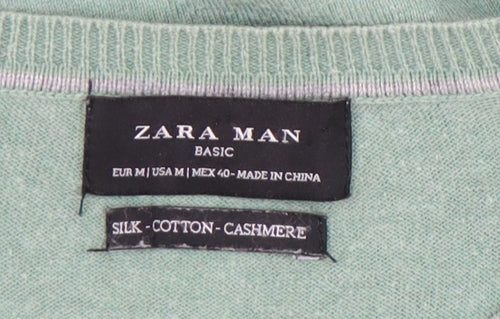 ZARA MAN
BASIC
EUR M | USA M | MEX 40 - MADE IN CHINA
SILK - COTTON - CASHMERE